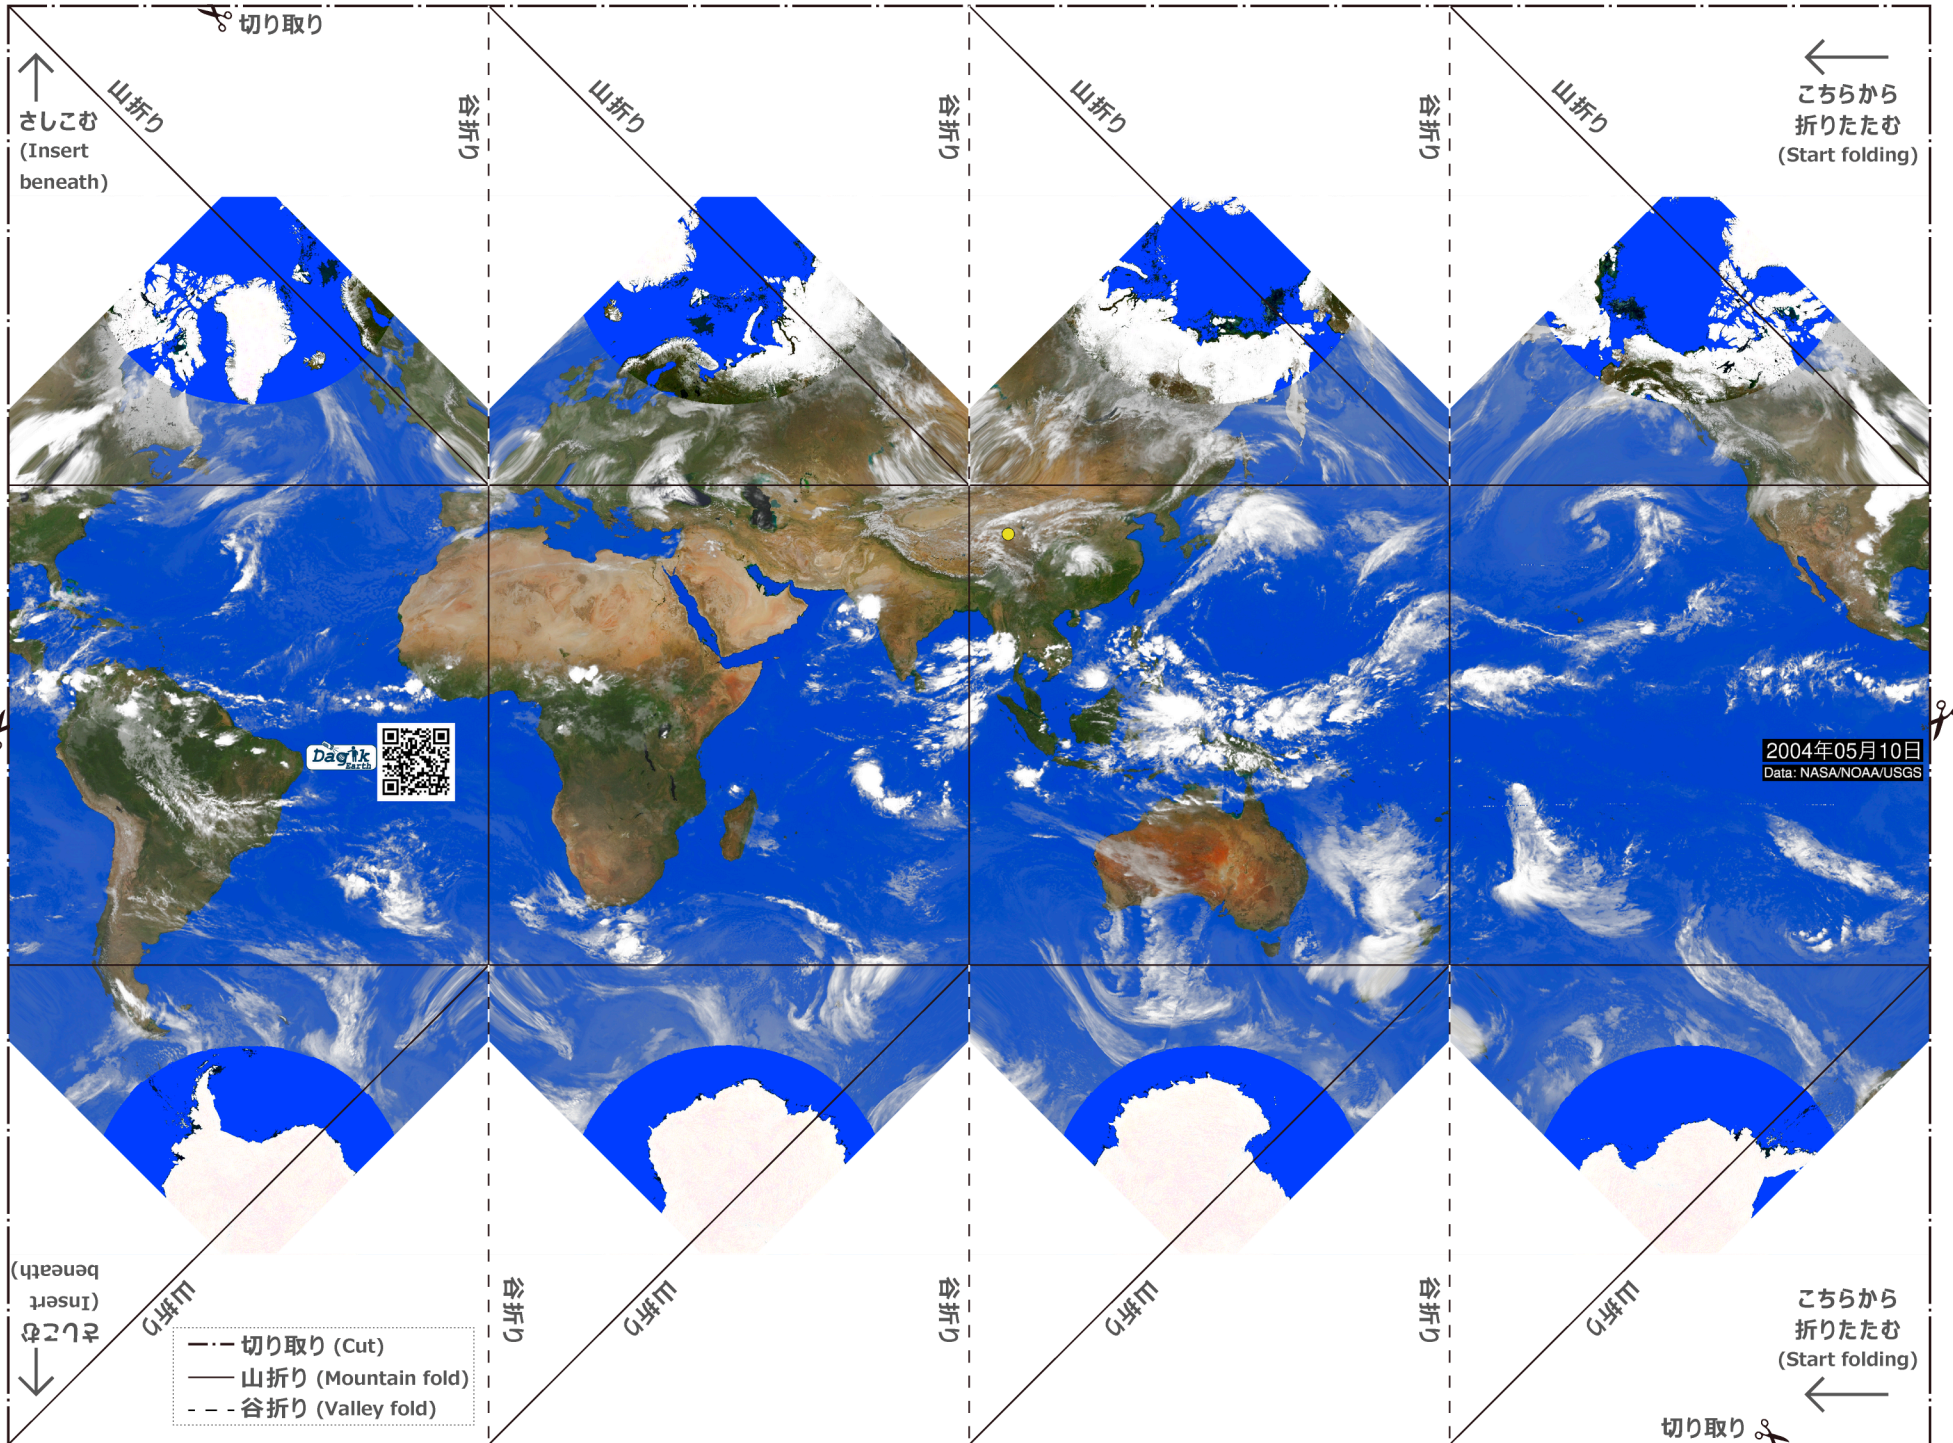 切り取り
さしこむ
(Insert
beneath)
山折り
谷折り
山折り
谷折り
山折り
谷折り
山折り
こちらから
折りたたむ
(Start folding)
Dagik
Earth
2004年05月10日
Data: NASA/NOAA/USGS
さしこむ
(Insert
beneath)
山折り
谷折り
山折り
谷折り
山折り
谷折り
山折り
こちらから
折りたたむ
(Start folding)
切り取り (Cut)
山折り (Mountain fold)
谷折り (Valley fold)
切り取り